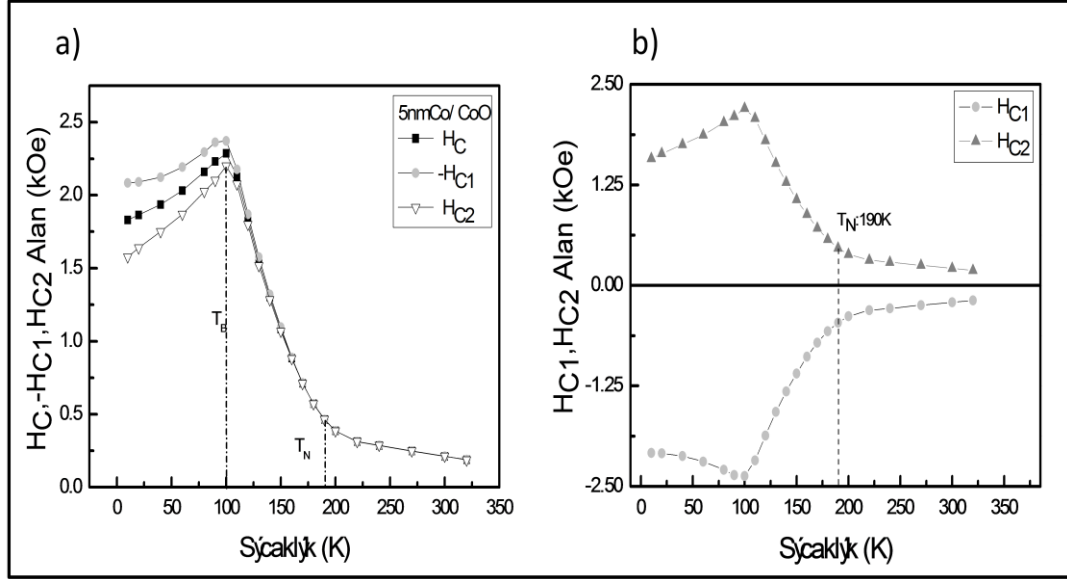 a)
5nmCo/ CoO
HC
-HC1
HC2
HC,-HC1,HC2 Alan (kOe)
2.5
2.0
1.5
1.0
0.5
0.0
TB
TN
0 50 100 150 200 250 300 350
Sýcaklýk (K)
b)
HC1
HC2
HC1,HC2 Alan (kOe)
2.50
1.25
0.00
-1.25
-2.50
TN:190K
0 50 100 150 200 250 300 350
Sýcaklýk (K)